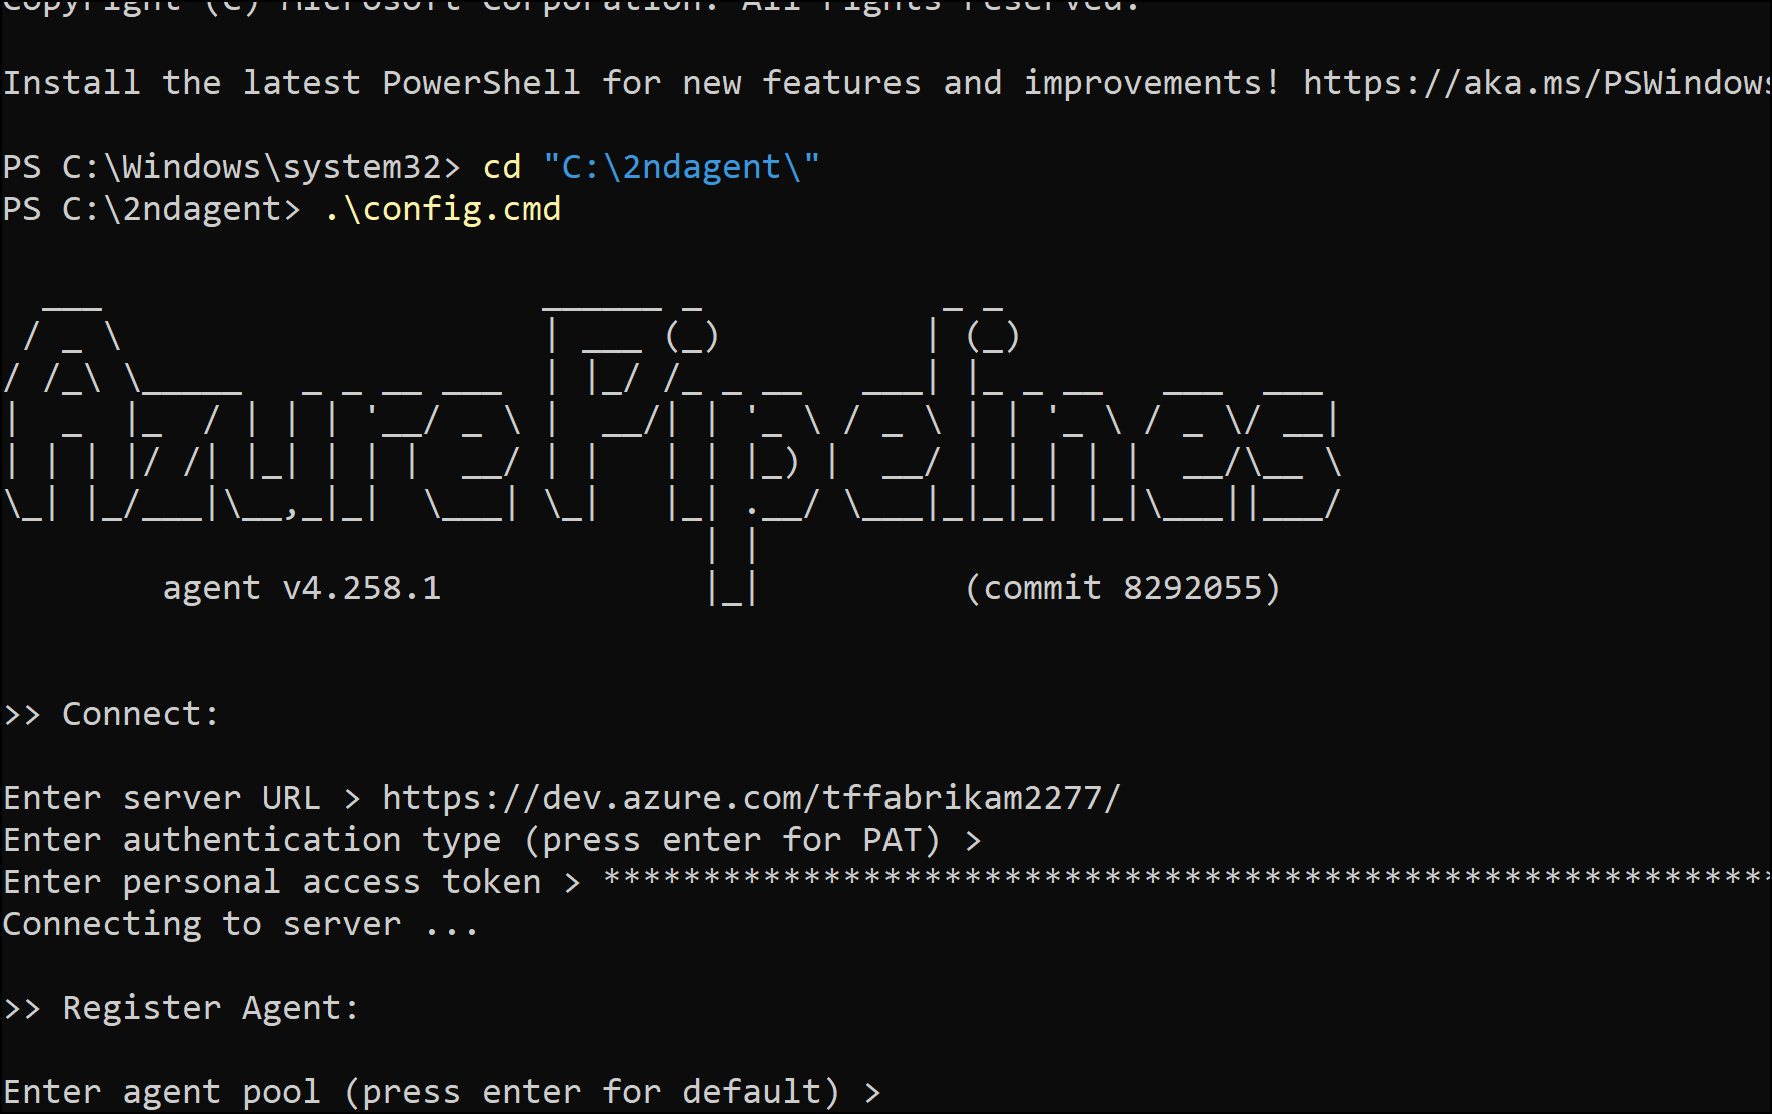 Copyright (C) Microsoft Corporation. All rights reserved.
Install the latest PowerShell for new features and improvements! https://aka.ms/PSWindows
PS C:\Windows\system32> cd "C:\2ndagent\"
PS C:\2ndagent> .\config.cmd
Azure Pipelines
agent v4.258.1 (commit 8292055)
>> Connect:
Enter server URL > https://dev.azure.com/tffabrikam2277/
Enter authentication type (press enter for PAT) >
Enter personal access token > ***********************************************************
Connecting to server ...
>> Register Agent:
Enter agent pool (press enter for default) >